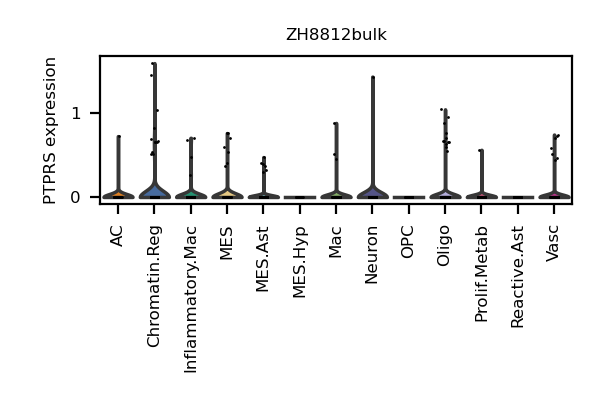 ZH8812bulk
PTPRS expression
1
0
AC
Chromatin.Reg
Inflammatory.Mac
MES
MES.Ast
MES.Hyp
Mac
Neuron
OPC
Oligo
Prolif.Metab
Reactive.Ast
Vasc